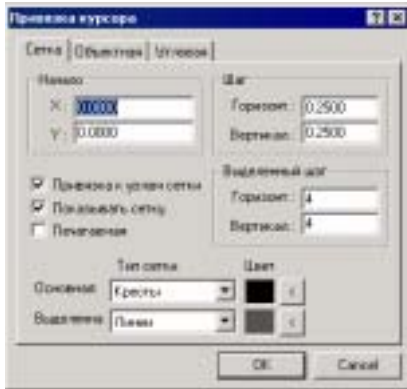 Привязка курсора
Сетка Объектная Угловая
Начало
X: 0.0000
Y: 0.0000
Шаг
Горизонт.: 0.2500
Вертикал.: 0.2500
Привязка к узлам сетки
Показывать сетку
Печатаемая
Выделенный шаг
Горизонт: 4
Вертикал.: 4
Тип сетки Цвет
Основная: Кресты <
Выделенна Линии <
OK Cancel